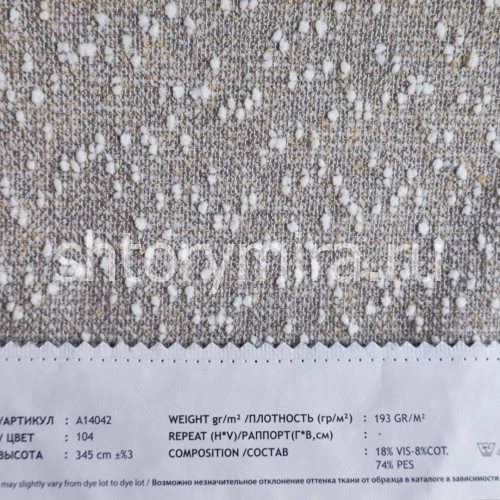 shtorymira.ru
/АРТИКУЛ : A14042 WEIGHT gr/m² /ПЛОТНОСТЬ (гр/м²) : 193 GR/M²
/ ЦВЕТ : 104 REPEAT (H*V)/РАППОРТ(Г*В,см) : -
ВЫСОТА : 345 cm ±%3 COMPOSITION /СОСТАВ : 18% VIS-8%COT.
74% PES
may slightly vary from dye lot to dye lot / Возможно незначительное отклонение оттенка ткани от образца в каталоге в зависимости